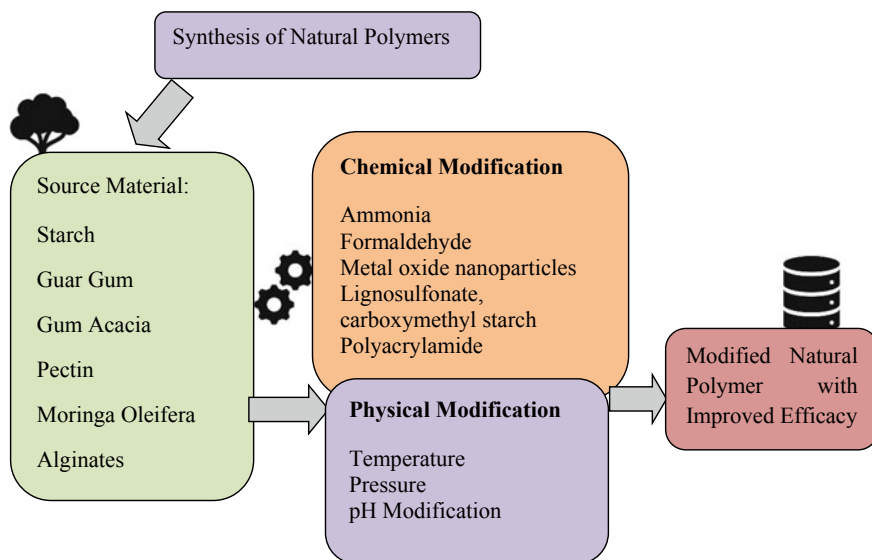 Synthesis of Natural Polymers
Source Material:
Starch
Guar Gum
Gum Acacia
Pectin
Moringa Oleifera
Alginates
Chemical Modification
Ammonia
Formaldehyde
Metal oxide nanoparticles
Lignosulfonate,
carboxymethyl starch
Polyacrylamide
Physical Modification
Temperature
Pressure
pH Modification
Modified Natural
Polymer with
Improved Efficacy